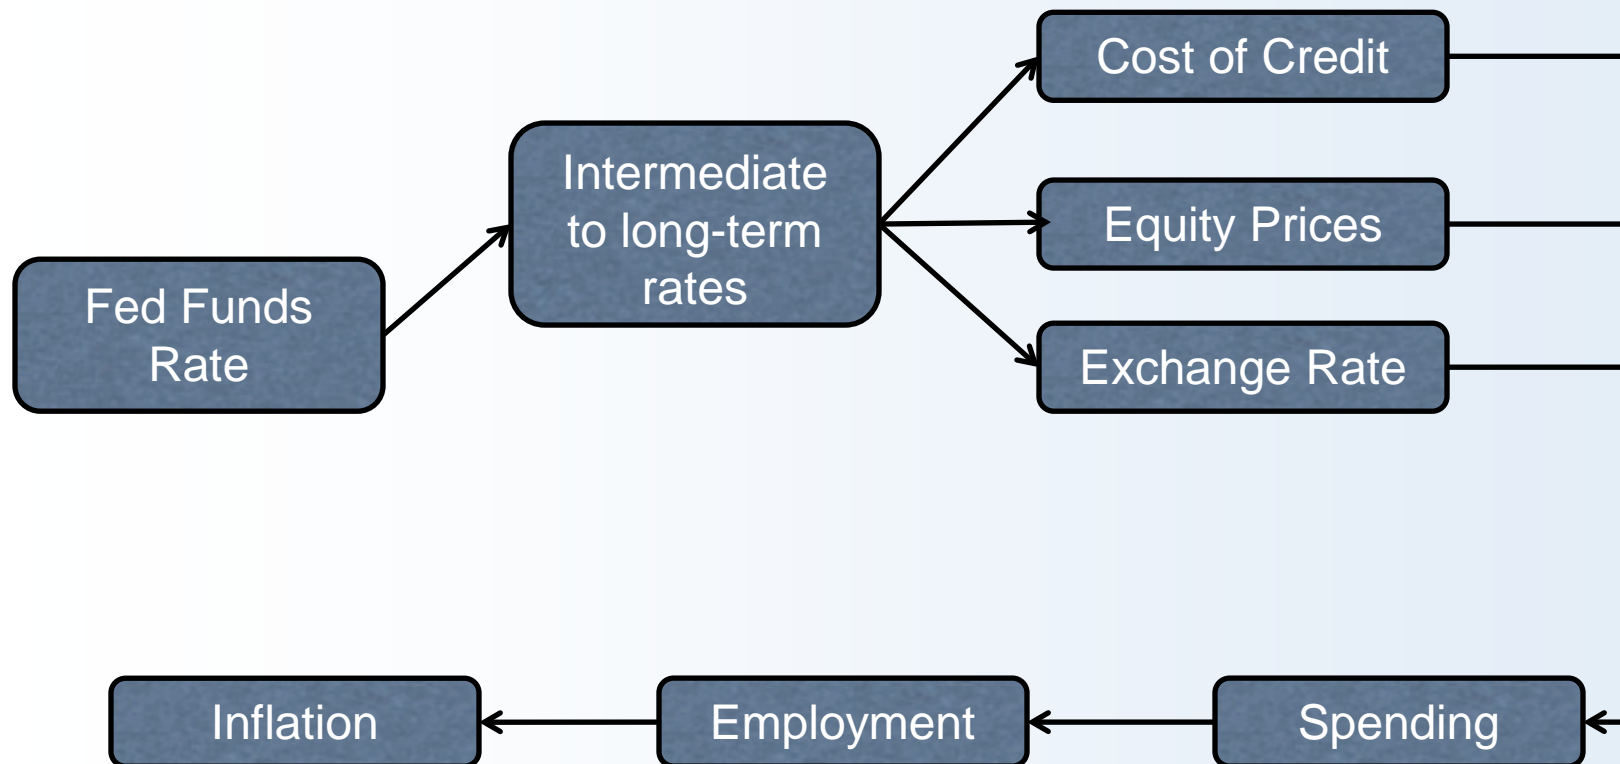 Cost of Credit
Intermediate
to long-term
rates
Equity Prices
Fed Funds
Rate
Exchange Rate
Inflation
Employment
Spending